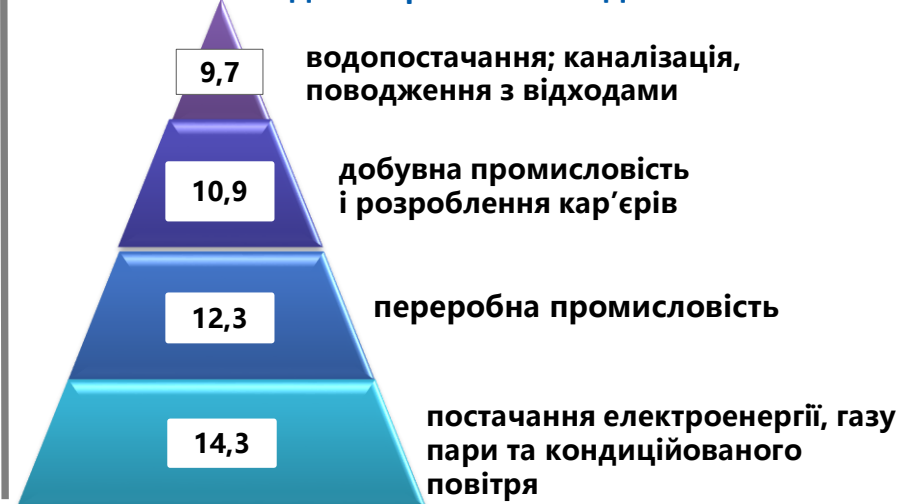 9,7
водопостачання; каналізація,
поводження з відходами
10,9
добувна промисловість
і розроблення кар’єрів
12,3
переробна промисловість
14,3
постачання електроенергії, газу
пари та кондиційованого
повітря